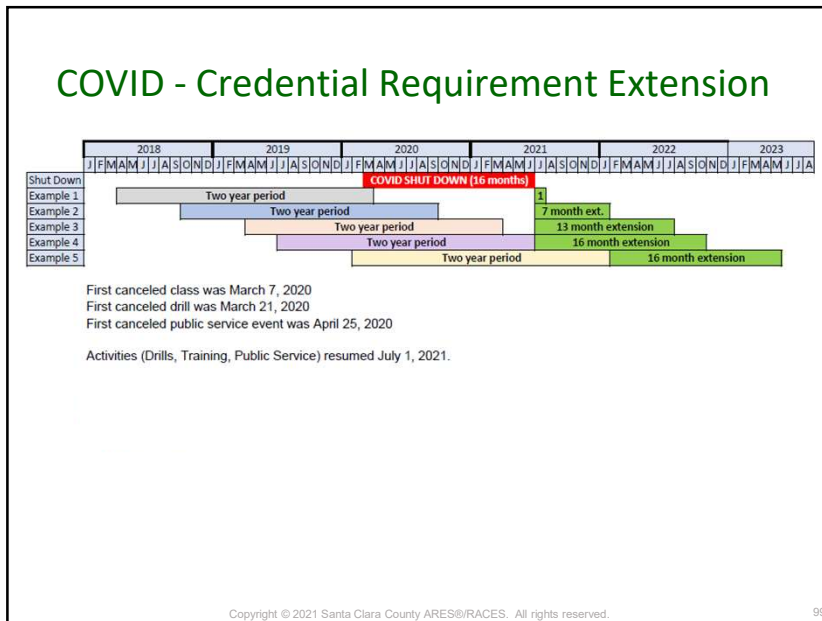 COVID - Credential Requirement Extension
2018 2019 2020 2021 2022 2023
J F M A M J J A S O N D J F M A M J J A S O N D J F M A M J J A S O N D J F M A M J J A S O N D J F M A M J J A S O N D J F M A M J J A
Shut Down COVID SHUT DOWN (16 months)
Example 1 Two year period 1
Example 2 Two year period 7 month ext.
Example 3 Two year period 13 month extension
Example 4 Two year period 16 month extension
Example 5 Two year period 16 month extension
First canceled class was March 7, 2020
First canceled drill was March 21, 2020
First canceled public service event was April 25, 2020
Activities (Drills, Training, Public Service) resumed July 1, 2021.
Copyright © 2021 Santa Clara County ARES®/RACES. All rights reserved. 99